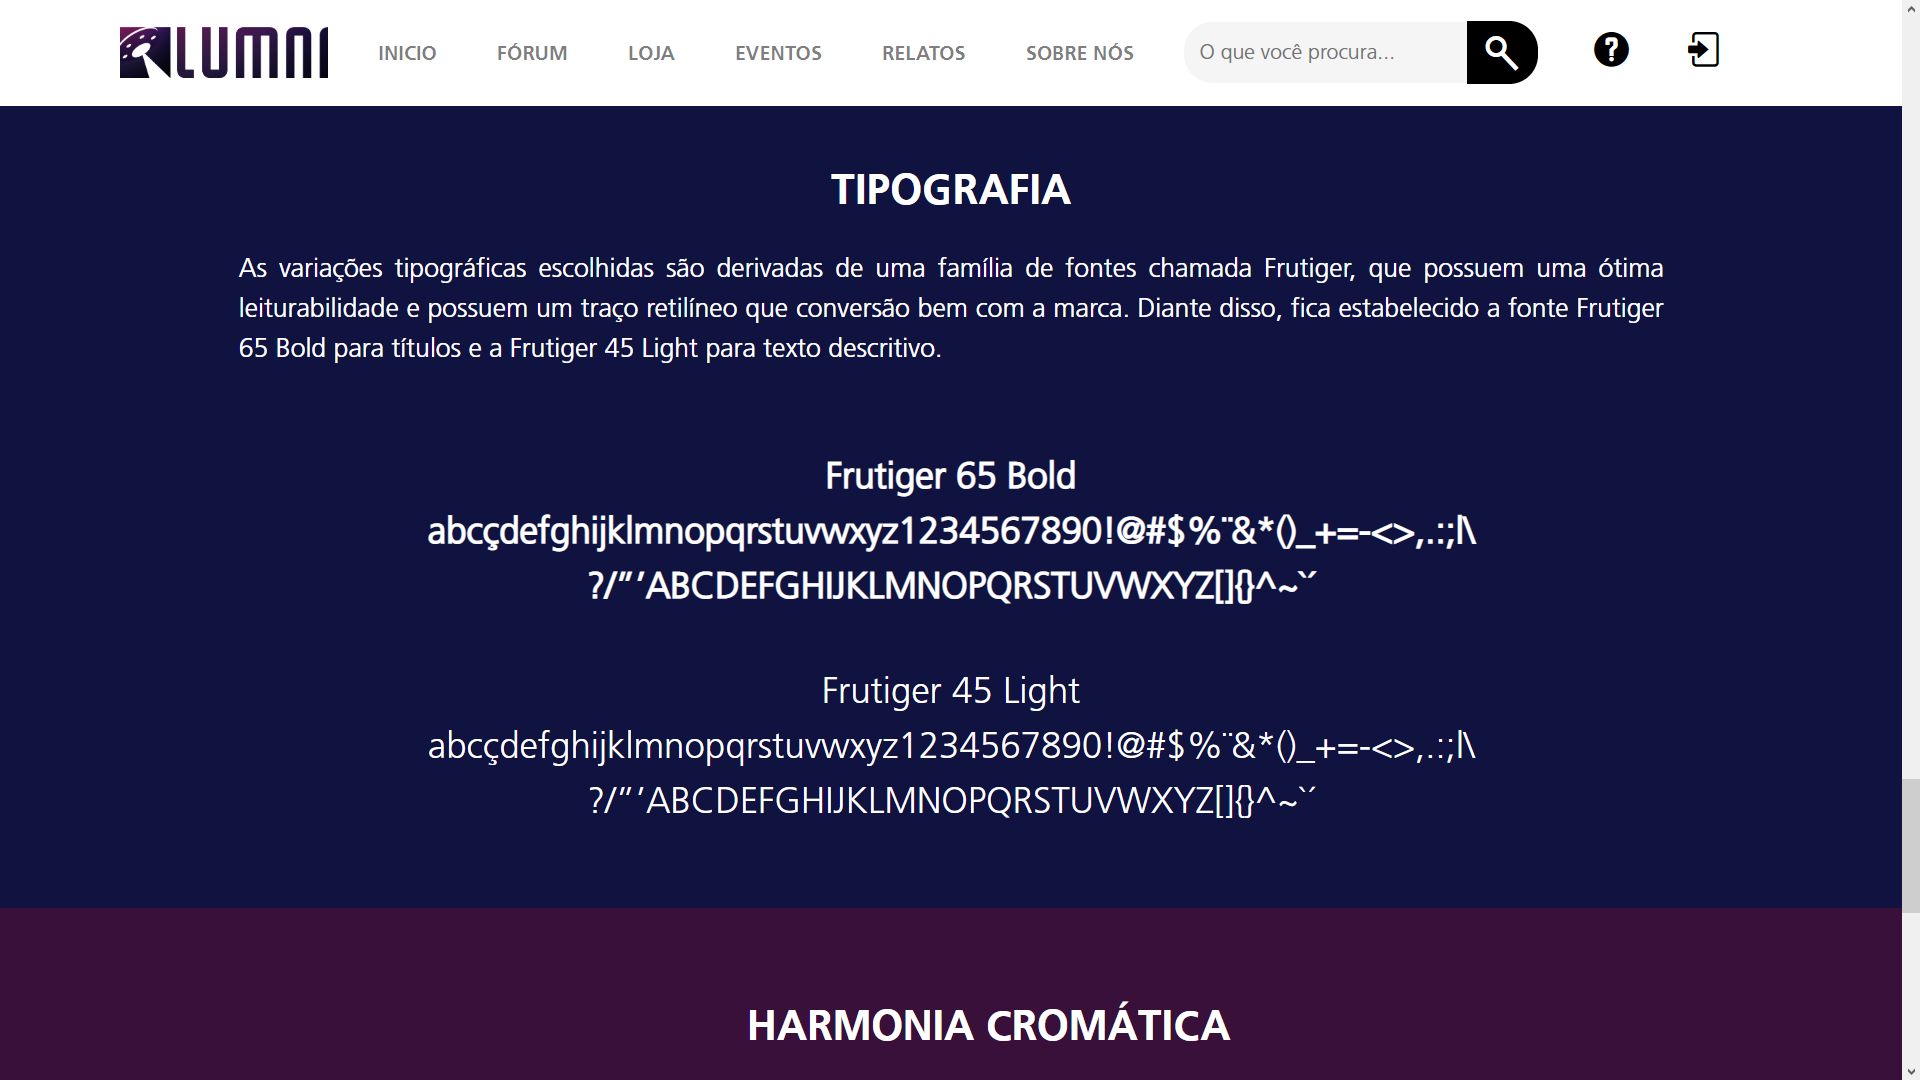 LUMNI
INICIO
FÓRUM
LOJA
EVENTOS
RELATOS
SOBRE NÓS
O que você procura...
TIPOGRAFIA
As variações tipográficas escolhidas são derivadas de uma família de fontes chamada Frutiger, que possuem uma ótima
leiturabilidade e possuem um traço retilíneo que conversão bem com a marca. Diante disso, fica estabelecido a fonte Frutiger
65 Bold para títulos e a Frutiger 45 Light para texto descritivo.
Frutiger 65 Bold
abcçdefghijklmnopqrstuvwxyz1234567890!@#$%¨&*()_+=-<>,.:;|\
?/"'ABCDEFGHIJKLMNOPQRSTUVWXYZ[]{}^~`´
Frutiger 45 Light
abcçdefghijklmnopqrstuvwxyz1234567890!@#$%¨&*()_+=-<>,.:;|\
?/"'ABCDEFGHIJKLMNOPQRSTUVWXYZ[]{}^~`´
HARMONIA CROMÁTICA